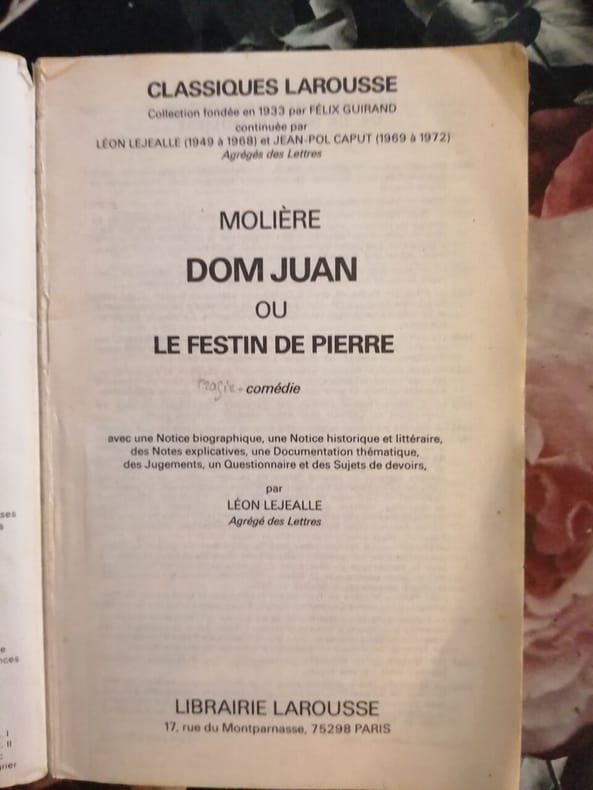 CLASSIQUES LAROUSSE
Collection fondée en 1933 par FÉLIX GUIRAND
continuée par
LÉON LEJEALLE (1949 à 1968) et JEAN-POL CAPUT (1969 à 1972)
Agrégés des Lettres
MOLIÈRE
DOM JUAN
OU
LE FESTIN DE PIERRE
tragie-comédie
avec une Notice biographique, une Notice historique et littéraire,
des Notes explicatives, une Documentation thématique,
des Jugements, un Questionnaire et des Sujets de devoirs,
par
LÉON LEJEALLE
Agrégé des Lettres
LIBRAIRIE LAROUSSE
17, rue du Montparnasse, 75298 PARIS